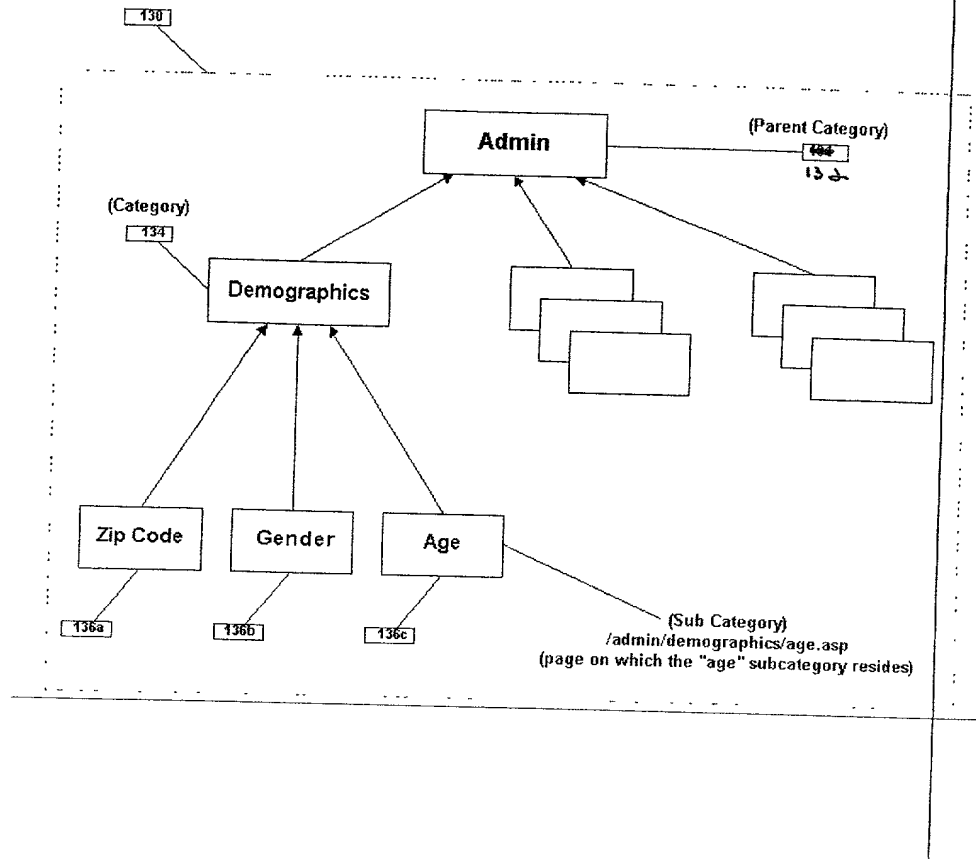 130
Admin
(Parent Category)
132
(Category)
134
Demographics
Zip Code
Gender
Age
136a
136b
136c
(Sub Category)
/admin/demographics/age.asp
(page on which the "age" subcategory resides)